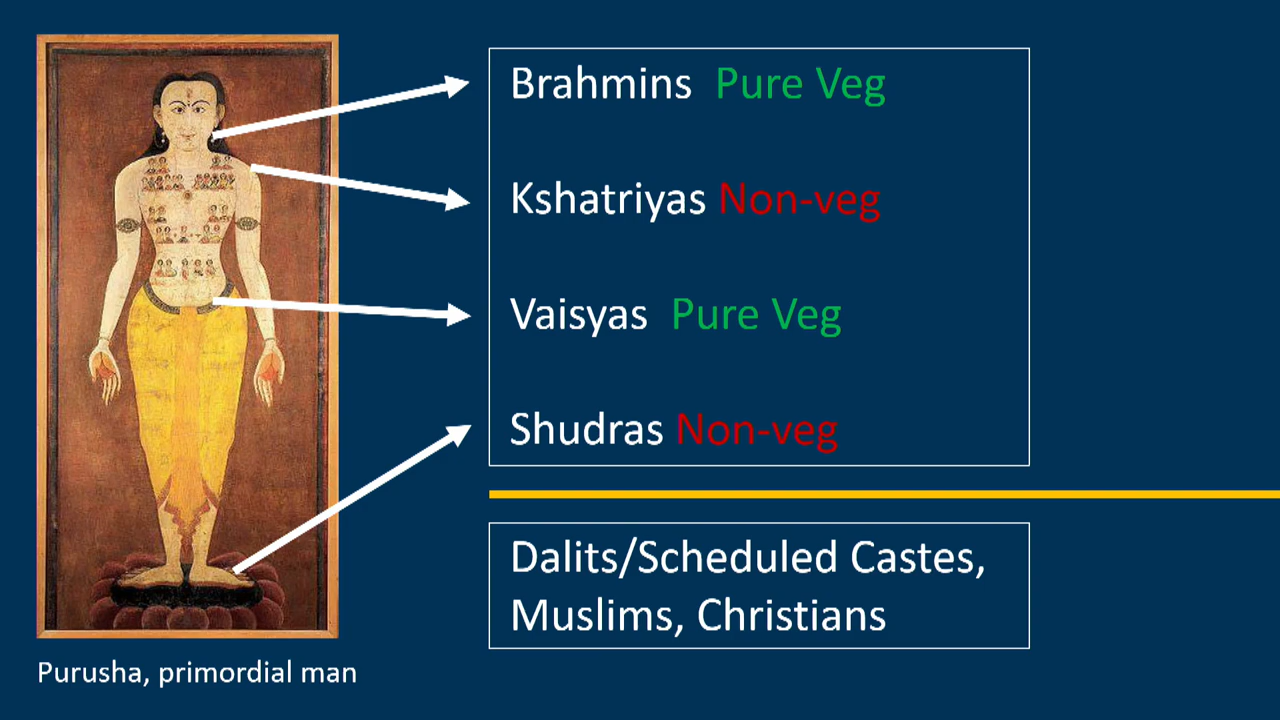 Brahmins Pure Veg
Kshatriyas Non-veg
Vaisyas Pure Veg
Shudras Non-veg
Dalits/Scheduled Castes,
Muslims, Christians
Purusha, primordial man